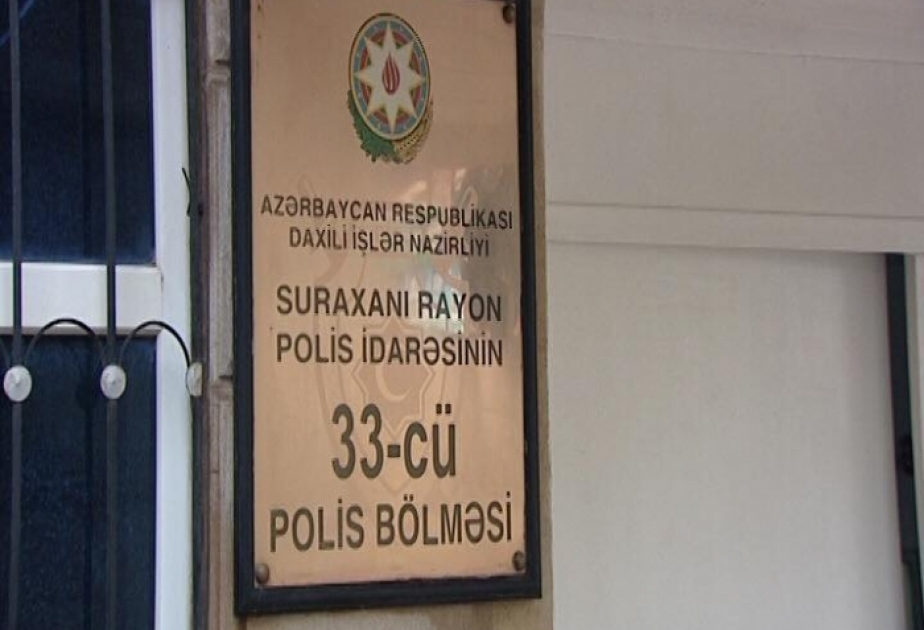 AZƏRBAYCAN RESPUBLİKASI
DAXİLİ İŞLƏR NAZİRLİYİ
SURAXANI RAYON
POLİS İDARƏSİNİN
33-cü
POLİS BÖLMƏSİ